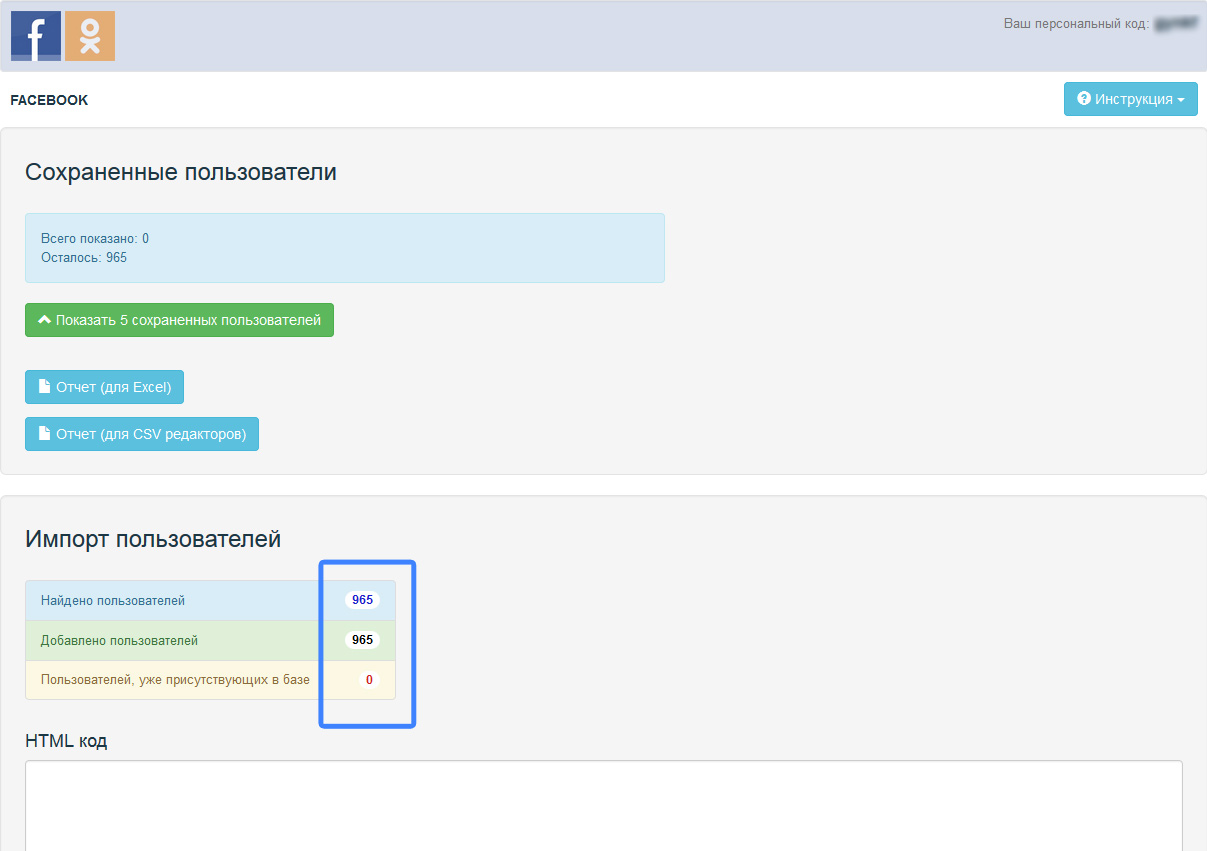 Ваш персональный код:
FACEBOOK
Инструкция
Сохраненные пользователи
Всего показано: 0
Осталось: 965
Показать 5 сохраненных пользователей
Отчет (для Excel)
Отчет (для CSV редакторов)
Импорт пользователей
Найдено пользователей 965
Добавлено пользователей 965
Пользователей, уже присутствующих в базе 0
HTML код